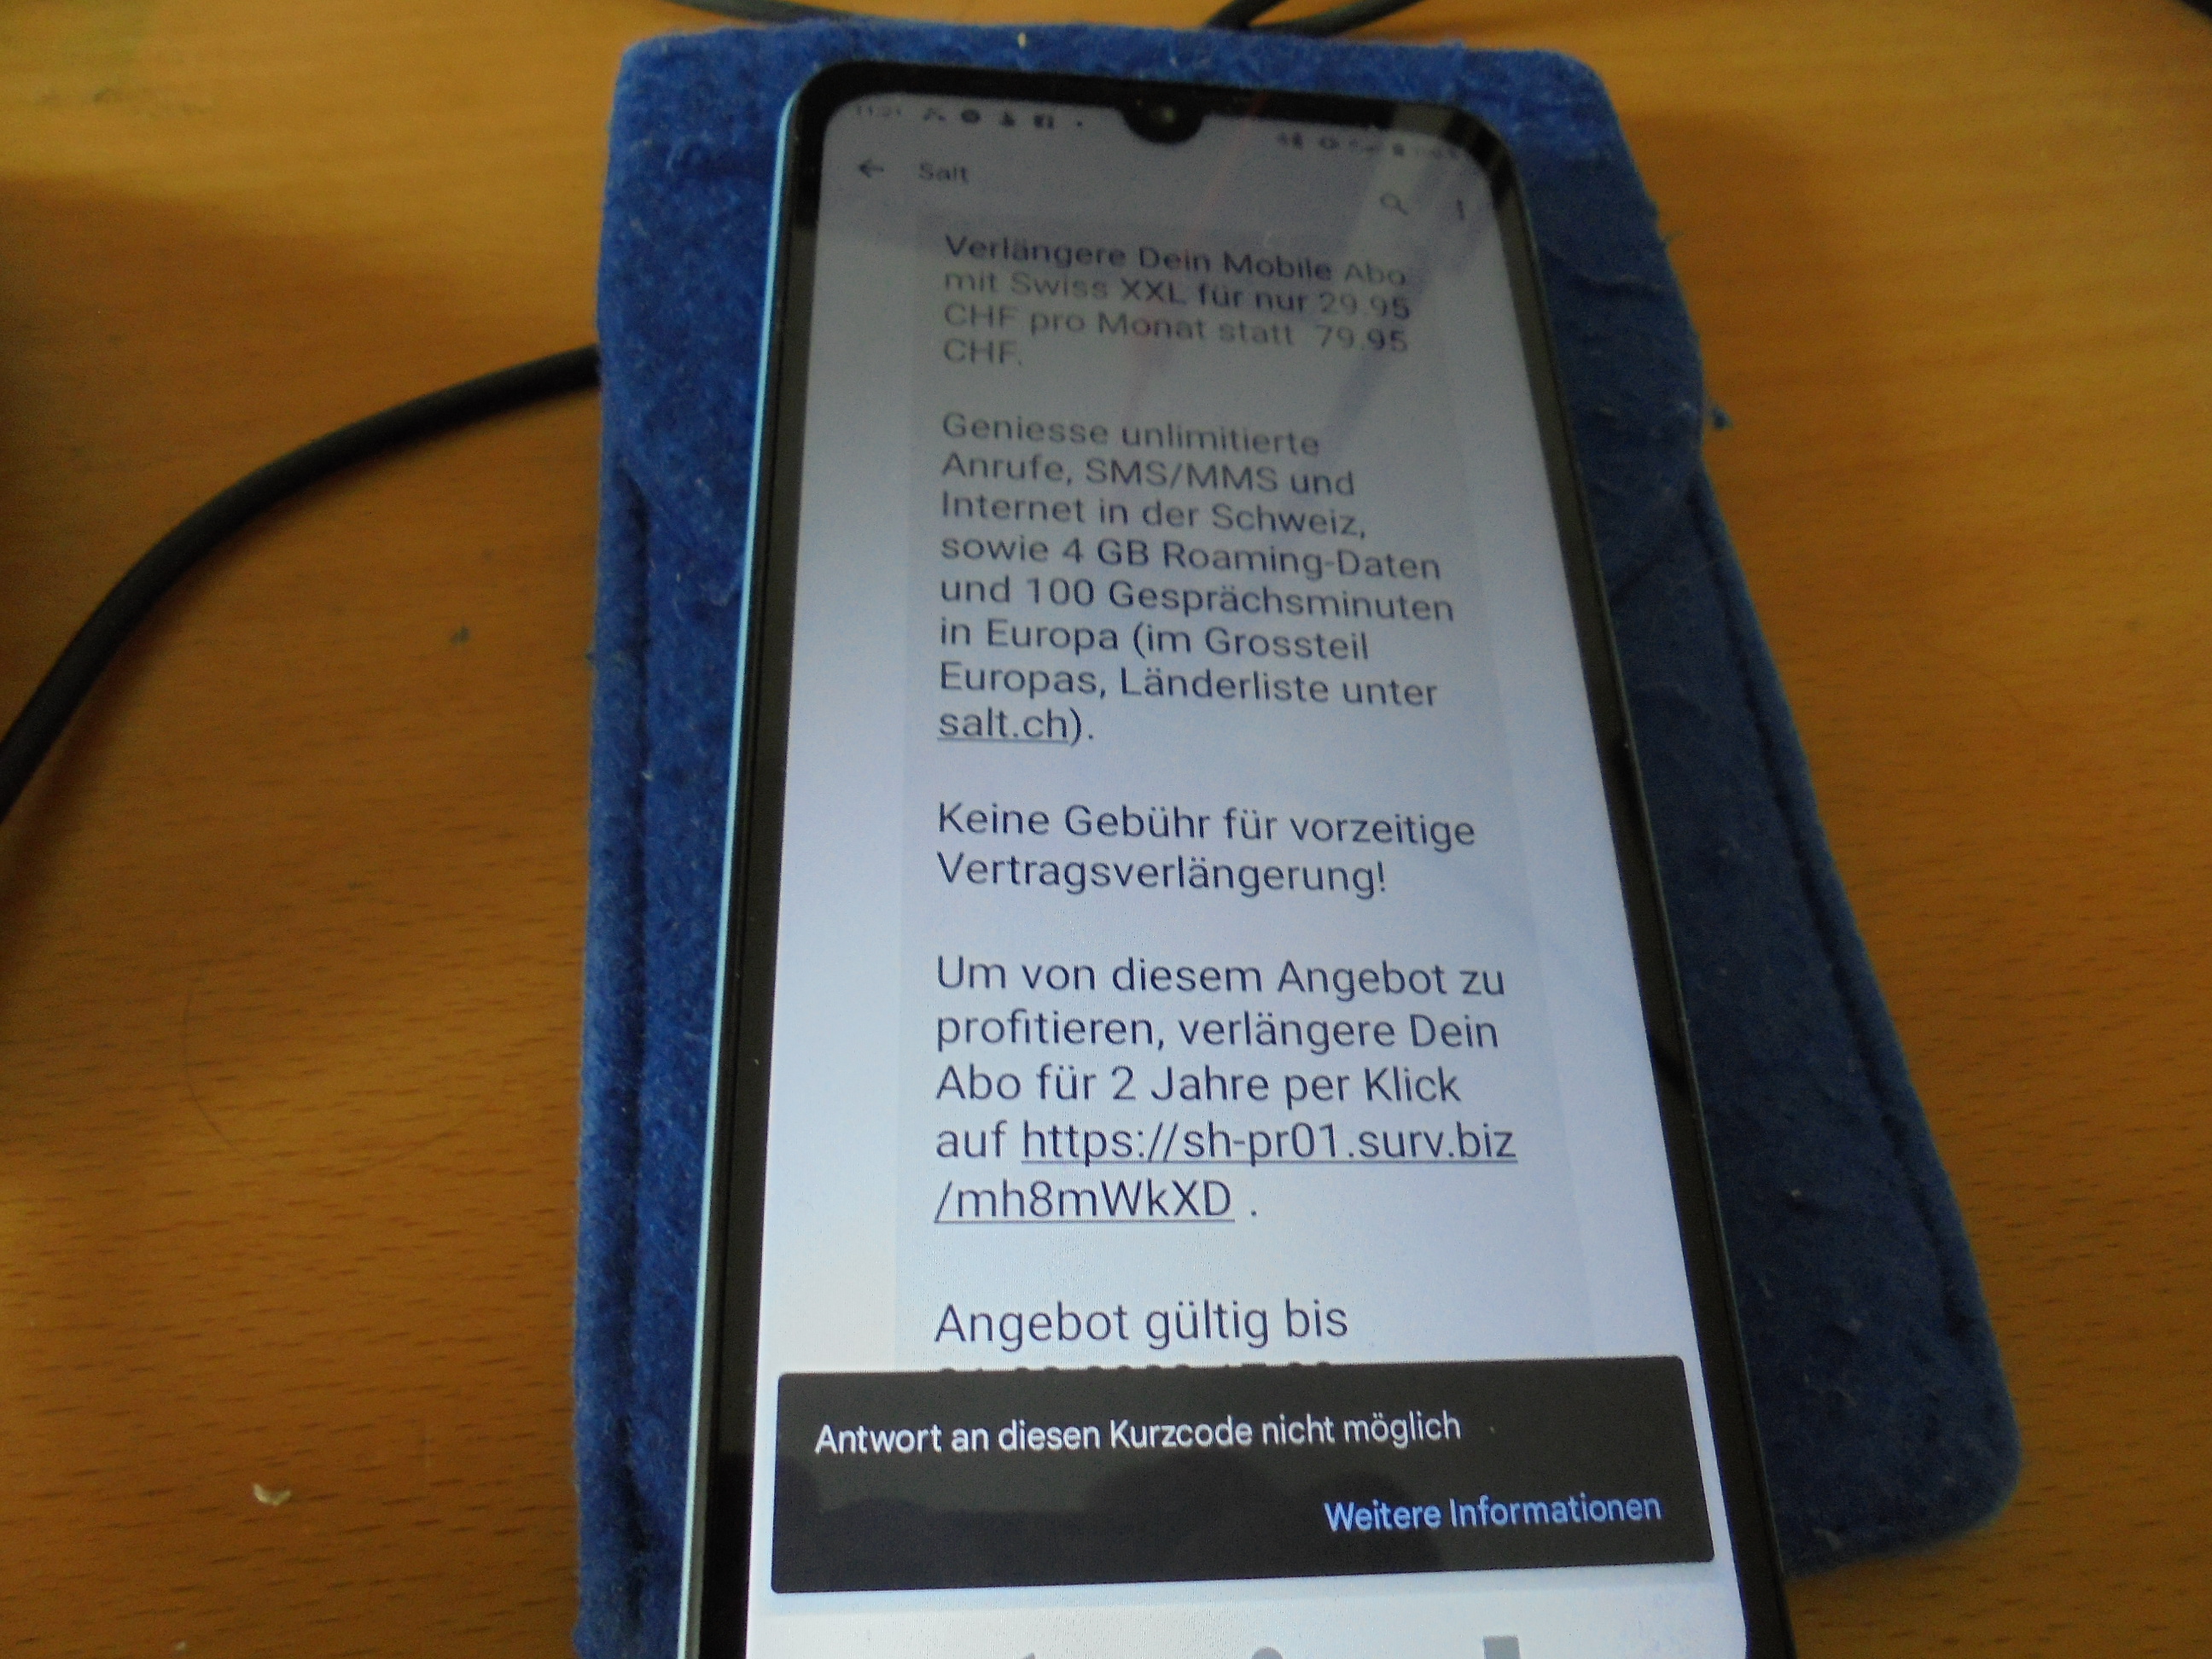 11:21
Salt
Verlängere Dein Mobile Abo
mit Swiss XXL für nur 29.95
CHF pro Monat statt 79.95
CHF.
Geniesse unlimitierte
Anrufe, SMS/MMS und
Internet in der Schweiz,
sowie 4 GB Roaming-Daten
und 100 Gesprächsminuten
in Europa (im Grossteil
Europas, Länderliste unter
salt.ch).
Keine Gebühr für vorzeitige
Vertragsverlängerung!
Um von diesem Angebot zu
profitieren, verlängere Dein
Abo für 2 Jahre per Klick
auf https://sh-pr01.surv.biz
/mh8mWkXD .
Angebot gültig bis
Antwort an diesen Kurzcode nicht möglich
Weitere Informationen